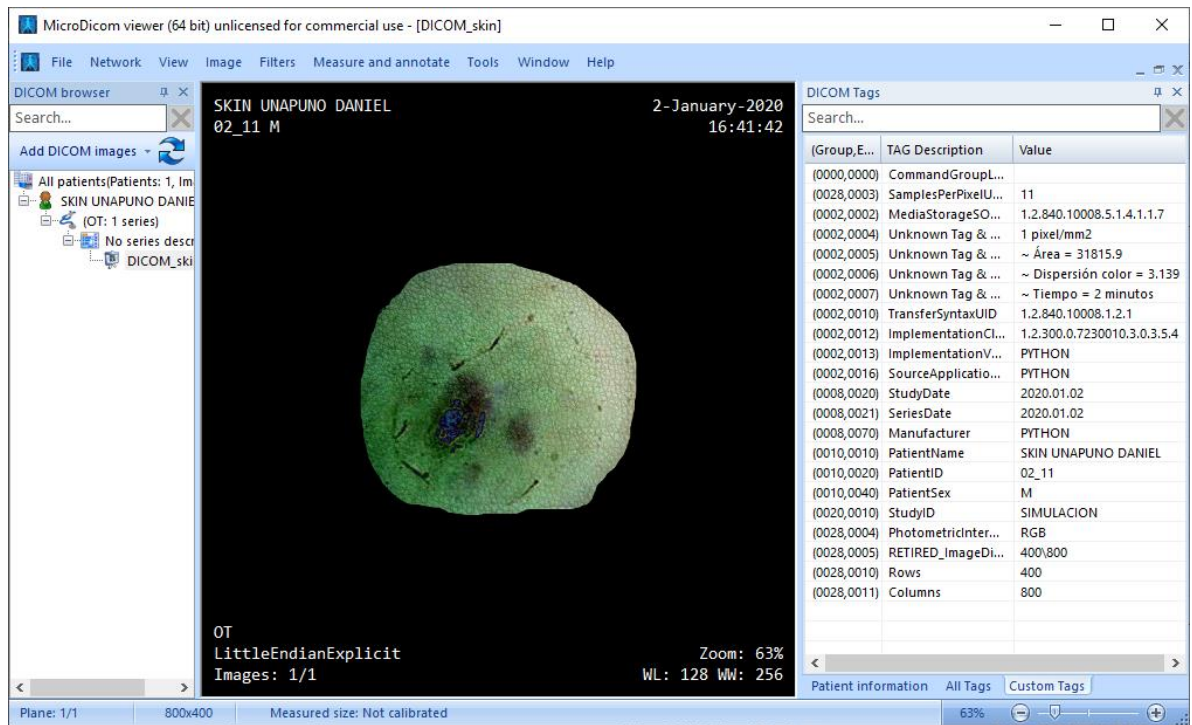 MicroDicom viewer (64 bit) unlicensed for commercial use - [DICOM_skin]
File Network View Image Filters Measure and annotate Tools Window Help
DICOM browser
Search...
Add DICOM images
All patients(Patients: 1, Im
SKIN UNAPUNO DANIE
(OT: 1 series)
No series descr
DICOM_ski
SKIN UNAPUNO DANIEL
02_11 M
2-January-2020
16:41:42
OT
LittleEndianExplicit
Images: 1/1
Zoom: 63%
WL: 128 WW: 256
DICOM Tags
Search...
(Group,E... TAG Description Value
(0000,0000) CommandGroupL...
(0028,0003) SamplesPerPixelU... 11
(0002,0002) MediaStorageSO... 1.2.840.10008.5.1.4.1.1.7
(0002,0004) Unknown Tag & ... 1 pixel/mm2
(0002,0005) Unknown Tag & ... ~ Área = 31815.9
(0002,0006) Unknown Tag & ... ~ Dispersión color = 3.139
(0002,0007) Unknown Tag & ... ~ Tiempo = 2 minutos
(0002,0010) TransferSyntaxUID 1.2.840.10008.1.2.1
(0002,0012) ImplementationCl... 1.2.300.0.7230010.3.0.3.5.4
(0002,0013) ImplementationV... PYTHON
(0002,0016) SourceApplicatio... PYTHON
(0008,0020) StudyDate 2020.01.02
(0008,0021) SeriesDate 2020.01.02
(0008,0070) Manufacturer PYTHON
(0010,0010) PatientName SKIN UNAPUNO DANIEL
(0010,0020) PatientID 02_11
(0010,0040) PatientSex M
(0020,0010) StudyID SIMULACION
(0028,0004) PhotometricInter... RGB
(0028,0005) RETIRED_ImageDi... 400\800
(0028,0010) Rows 400
(0028,0011) Columns 800
Patient information All Tags Custom Tags
Plane: 1/1 800x400 Measured size: Not calibrated 63%